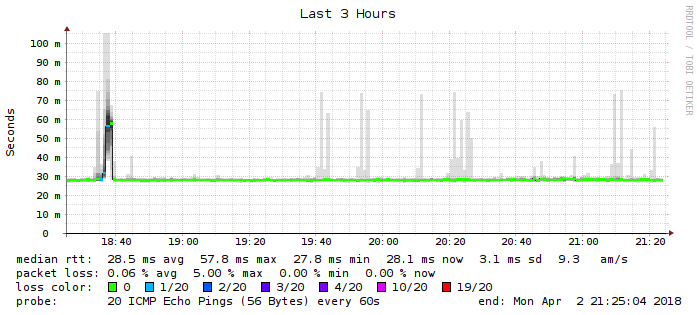 Last 3 Hours
RRDTOOL / TOBI OETIKER
Seconds
100 m
90 m
80 m
70 m
60 m
50 m
40 m
30 m
20 m
10 m
0
18:40 19:00 19:20 19:40 20:00 20:20 20:40 21:00 21:20
median rtt: 28.5 ms avg 57.8 ms max 27.8 ms min 28.1 ms now 3.1 ms sd 9.3 am/s
packet loss: 0.06 % avg 5.00 % max 0.00 % min 0.00 % now
loss color: 0 1/20 2/20 3/20 4/20 10/20 19/20
probe: 20 ICMP Echo Pings (56 Bytes) every 60s end: Mon Apr 2 21:25:04 2018